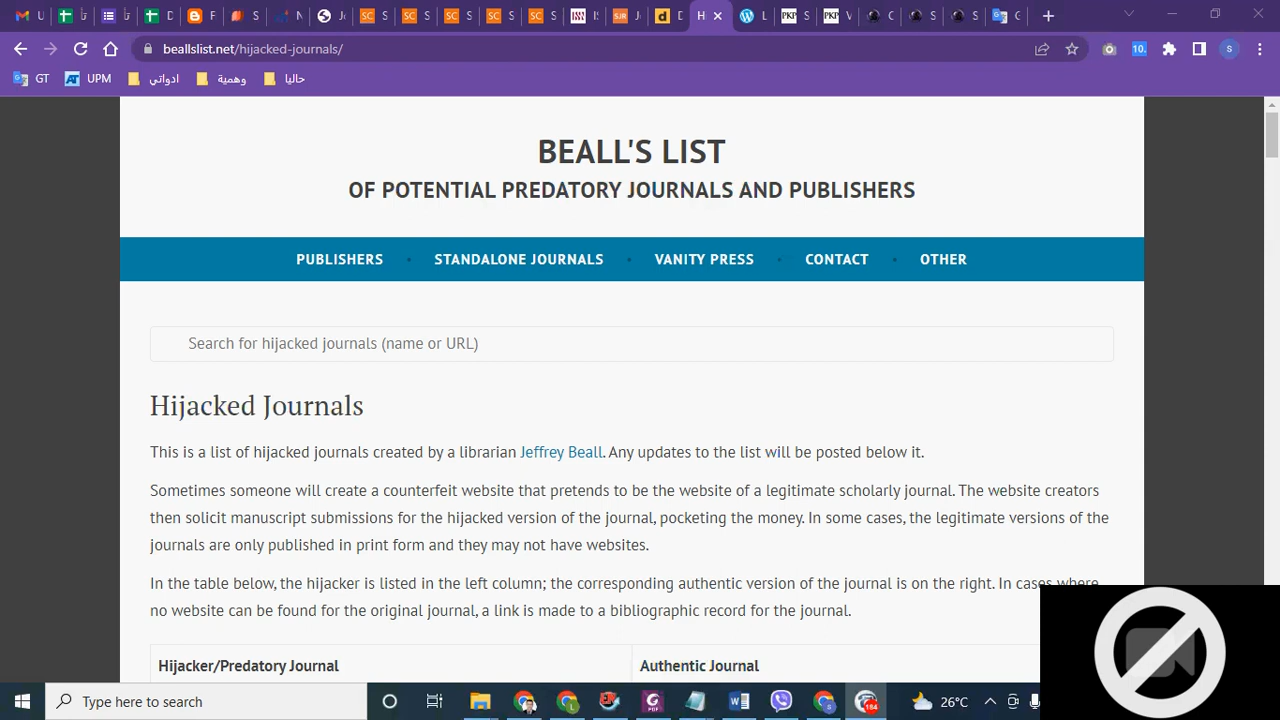 beallslist.net/hijacked-journals/
GT
UPM
ادواتي
وهمية
حاليا
BEALL'S LIST
OF POTENTIAL PREDATORY JOURNALS AND PUBLISHERS
PUBLISHERS • STANDALONE JOURNALS • VANITY PRESS • CONTACT • OTHER
Search for hijacked journals (name or URL)
Hijacked Journals
This is a list of hijacked journals created by a librarian Jeffrey Beall. Any updates to the list will be posted below it.
Sometimes someone will create a counterfeit website that pretends to be the website of a legitimate scholarly journal. The website creators
then solicit manuscript submissions for the hijacked version of the journal, pocketing the money. In some cases, the legitimate versions of the
journals are only published in print form and they may not have websites.
In the table below, the hijacker is listed in the left column; the corresponding authentic version of the journal is on the right. In cases where
no website can be found for the original journal, a link is made to a bibliographic record for the journal.
Hijacker/Predatory Journal
Authentic Journal
Type here to search
184
26°C